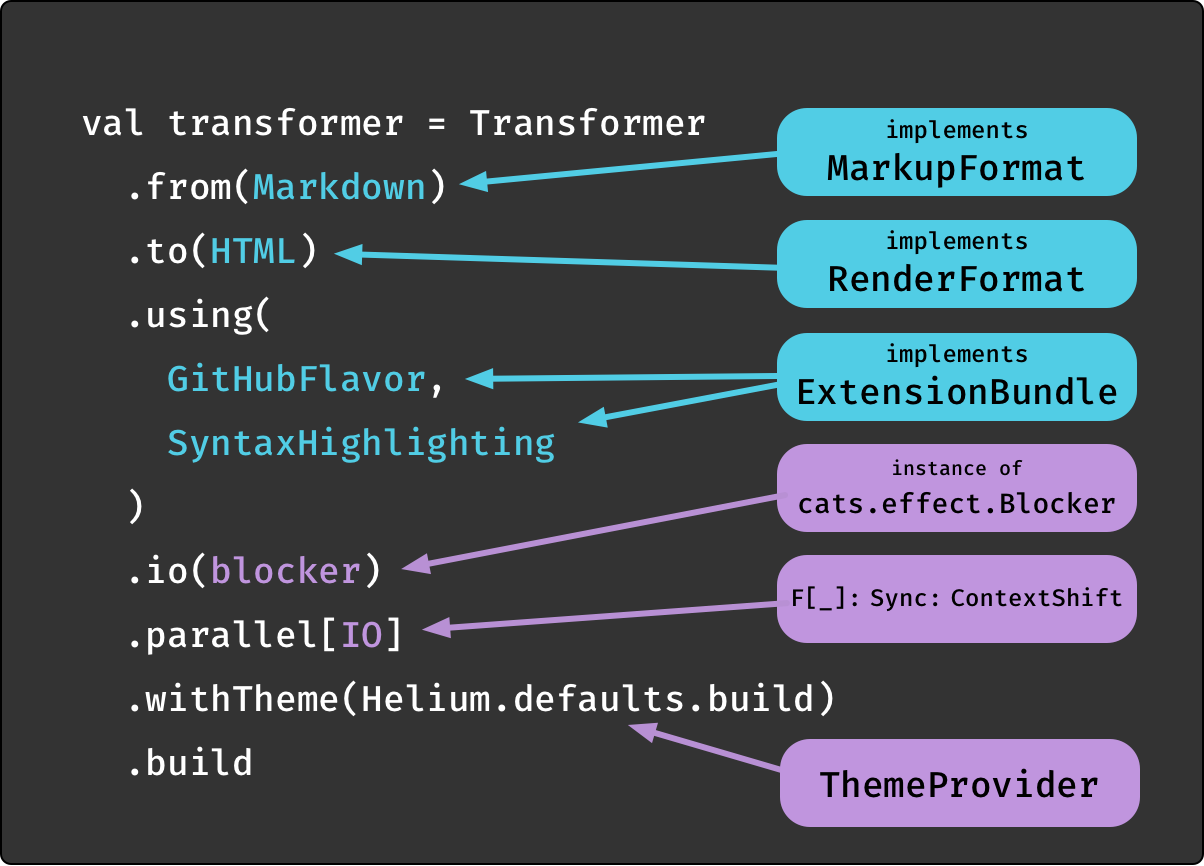 val transformer = Transformer
.from(Markdown)
.to(HTML)
.using(
GitHubFlavor,
SyntaxHighlighting
)
.io(blocker)
.parallel[IO]
.withTheme(Helium.defaults.build)
.build
implements
MarkupFormat
implements
RenderFormat
implements
ExtensionBundle
instance of
cats.effect.Blocker
F[_]: Sync: ContextShift
ThemeProvider